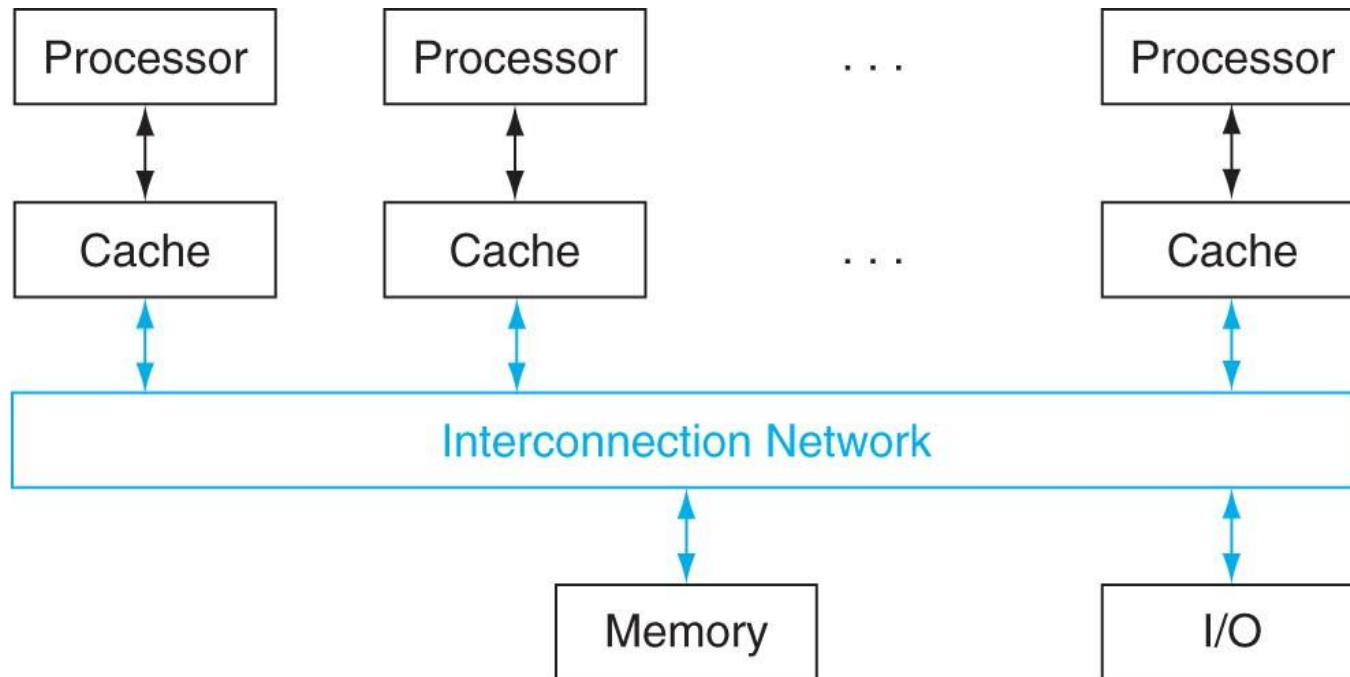 Processor Processor . . . Processor
Cache Cache . . . Cache
Interconnection Network
Memory I/O